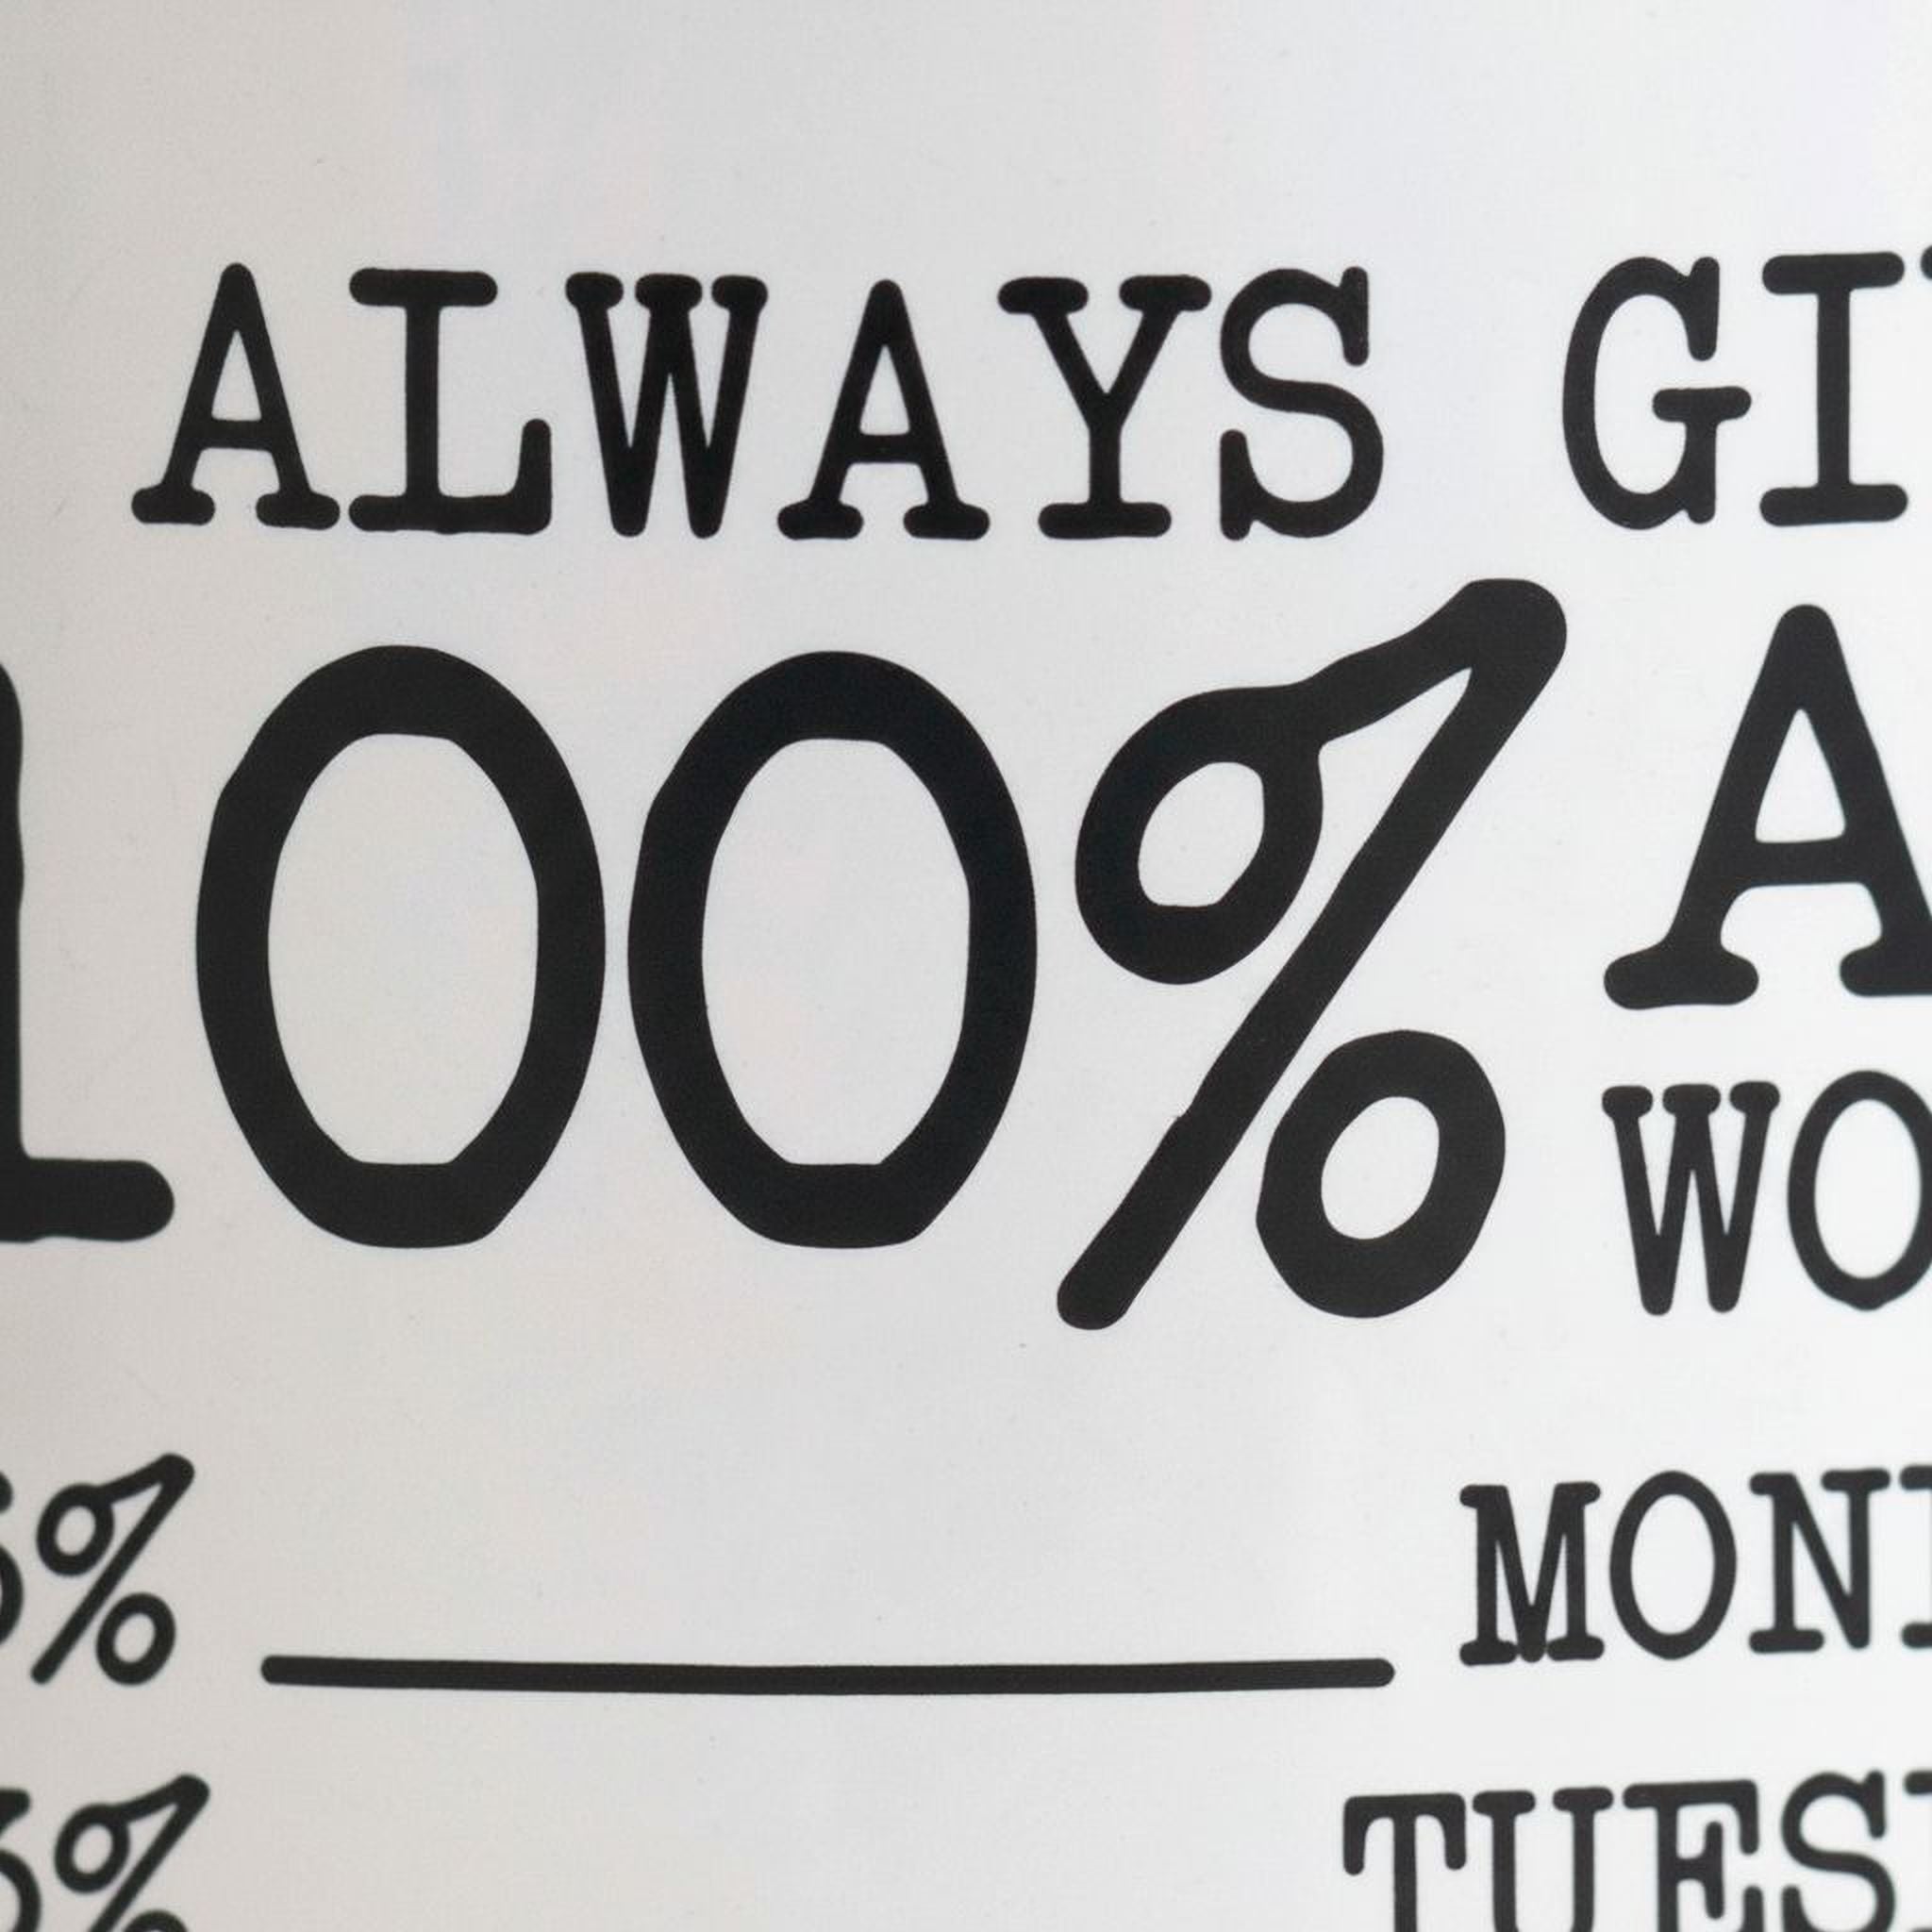 ALWAYS GI
100% A
WO
% MON
% TUES